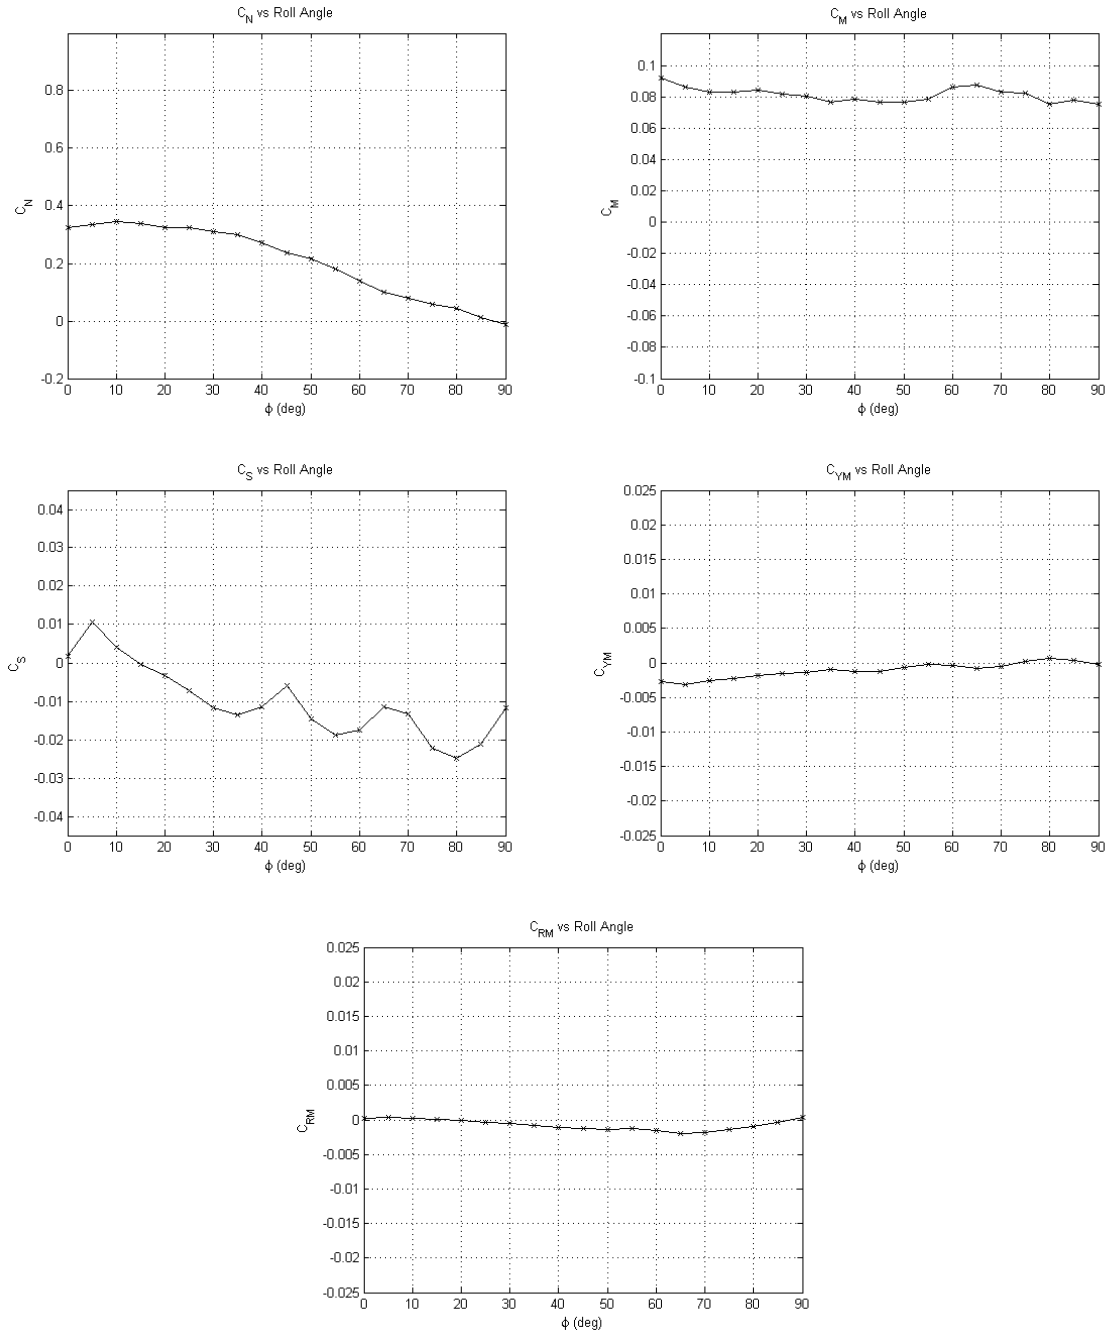 C_N vs Roll Angle
0.8
0.6
0.4
0.2
0
-0.2
C_N
0 10 20 30 40 50 60 70 80 90
ϕ (deg)
C_M vs Roll Angle
0.1
0.08
0.06
0.04
0.02
0
-0.02
-0.04
-0.06
-0.08
-0.1
C_M
0 10 20 30 40 50 60 70 80 90
ϕ (deg)
C_S vs Roll Angle
0.04
0.03
0.02
0.01
0
-0.01
-0.02
-0.03
-0.04
C_S
0 10 20 30 40 50 60 70 80 90
ϕ (deg)
C_YM vs Roll Angle
0.025
0.02
0.015
0.01
0.005
0
-0.005
-0.01
-0.015
-0.02
-0.025
C_YM
0 10 20 30 40 50 60 70 80 90
ϕ (deg)
C_RM vs Roll Angle
0.025
0.02
0.015
0.01
0.005
0
-0.005
-0.01
-0.015
-0.02
-0.025
C_RM
0 10 20 30 40 50 60 70 80 90
ϕ (deg)